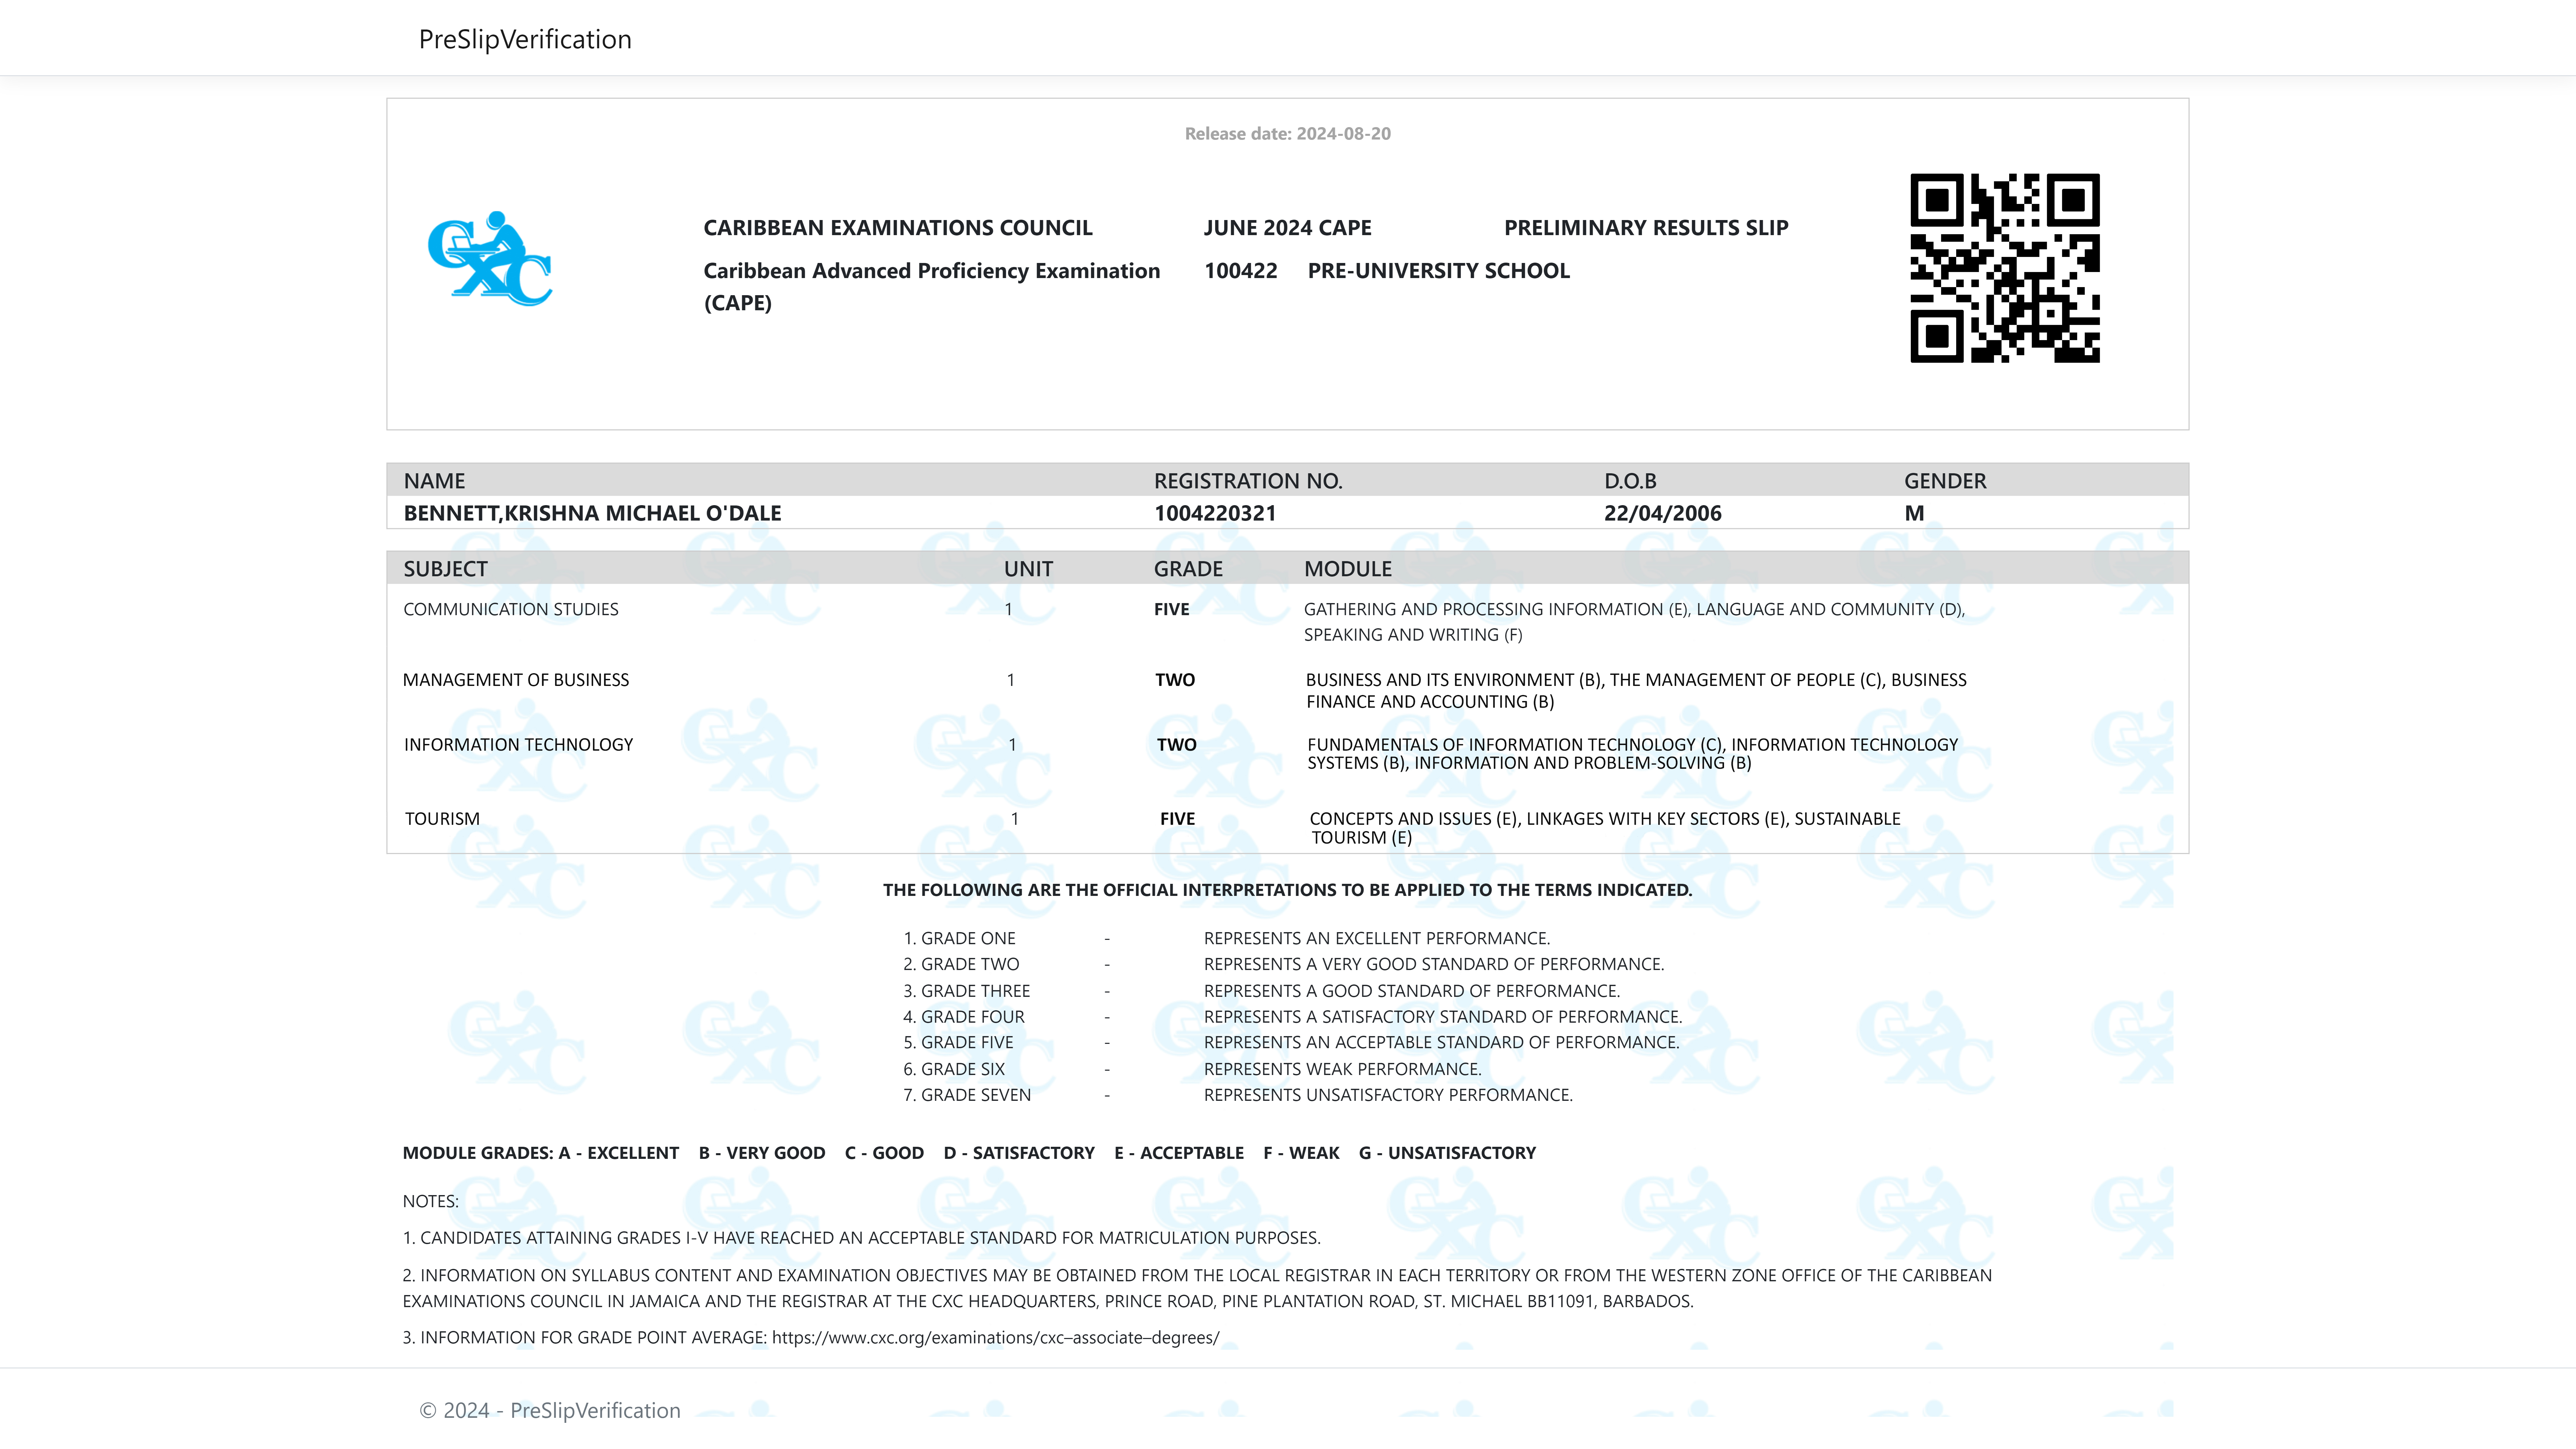 PreSlipVerification
Release date: 2024-08-20
CARIBBEAN EXAMINATIONS COUNCIL JUNE 2024 CAPE PRELIMINARY RESULTS SLIP
Caribbean Advanced Proficiency Examination 100422 PRE-UNIVERSITY SCHOOL
(CAPE)
CXC
NAME REGISTRATION NO. D.O.B GENDER
BENNETT,KRISHNA MICHAEL O'DALE 1004220321 22/04/2006 M
SUBJECT UNIT GRADE MODULE
COMMUNICATION STUDIES 1 FIVE GATHERING AND PROCESSING INFORMATION (E), LANGUAGE AND COMMUNITY (D),
SPEAKING AND WRITING (F)
MANAGEMENT OF BUSINESS 1 TWO BUSINESS AND ITS ENVIRONMENT (B), THE MANAGEMENT OF PEOPLE (C), BUSINESS
FINANCE AND ACCOUNTING (B)
INFORMATION TECHNOLOGY 1 TWO FUNDAMENTALS OF INFORMATION TECHNOLOGY (C), INFORMATION TECHNOLOGY
SYSTEMS (B), INFORMATION AND PROBLEM-SOLVING (B)
TOURISM 1 FIVE CONCEPTS AND ISSUES (E), LINKAGES WITH KEY SECTORS (E), SUSTAINABLE
TOURISM (E)
THE FOLLOWING ARE THE OFFICIAL INTERPRETATIONS TO BE APPLIED TO THE TERMS INDICATED.
1. GRADE ONE - REPRESENTS AN EXCELLENT PERFORMANCE.
2. GRADE TWO - REPRESENTS A VERY GOOD STANDARD OF PERFORMANCE.
3. GRADE THREE - REPRESENTS A GOOD STANDARD OF PERFORMANCE.
4. GRADE FOUR - REPRESENTS A SATISFACTORY STANDARD OF PERFORMANCE.
5. GRADE FIVE - REPRESENTS AN ACCEPTABLE STANDARD OF PERFORMANCE.
6. GRADE SIX - REPRESENTS WEAK PERFORMANCE.
7. GRADE SEVEN - REPRESENTS UNSATISFACTORY PERFORMANCE.
MODULE GRADES: A - EXCELLENT B - VERY GOOD C - GOOD D - SATISFACTORY E - ACCEPTABLE F - WEAK G - UNSATISFACTORY
NOTES:
1. CANDIDATES ATTAINING GRADES I-V HAVE REACHED AN ACCEPTABLE STANDARD FOR MATRICULATION PURPOSES.
2. INFORMATION ON SYLLABUS CONTENT AND EXAMINATION OBJECTIVES MAY BE OBTAINED FROM THE LOCAL REGISTRAR IN EACH TERRITORY OR FROM THE WESTERN ZONE OFFICE OF THE CARIBBEAN
EXAMINATIONS COUNCIL IN JAMAICA AND THE REGISTRAR AT THE CXC HEADQUARTERS, PRINCE ROAD, PINE PLANTATION ROAD, ST. MICHAEL BB11091, BARBADOS.
3. INFORMATION FOR GRADE POINT AVERAGE: https://www.cxc.org/examinations/cxc–associate–degrees/
© 2024 - PreSlipVerification